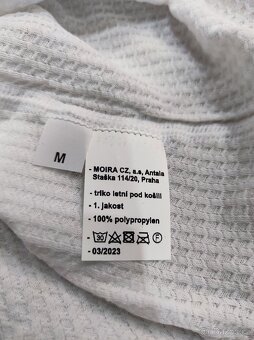 M
- MOIRA CZ, a.s, Antala
Staška 114/20, Praha
- triko letní pod košili
- 1. jakost
- 100% polypropylen
- 03/2023